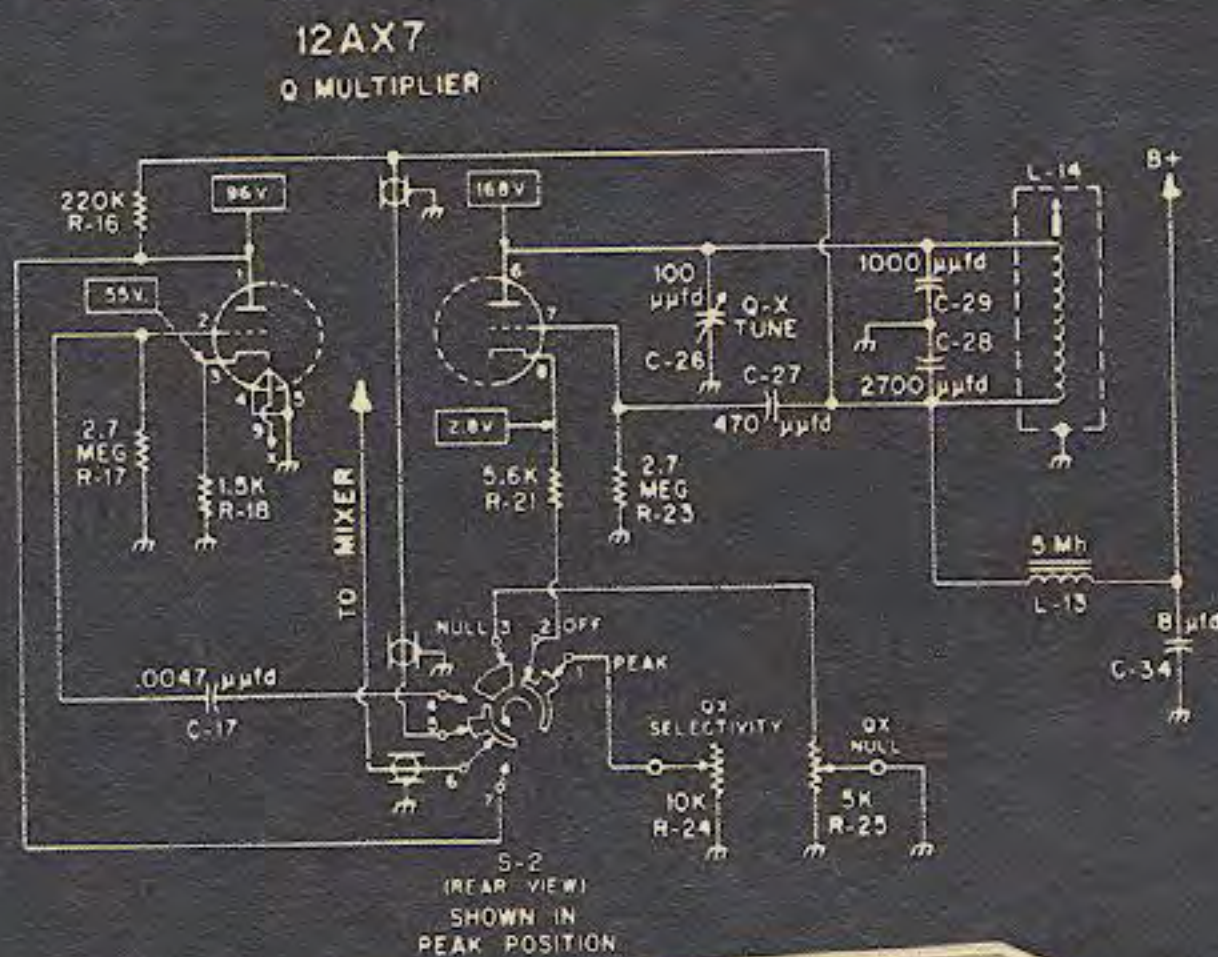 12AX7
Q MULTIPLIER
220K
R-16
96V
168V
L-14
B+
.55V.
1
2
3
4
5
9
6
7
8
100
μμfd
Q-X
TUNE
C-26
1000 μμfd
C-29
C-28
2700 μμfd
C-27
470 μμfd
2.7
MEG
R-17
1.5K
R-18
TO MIXER
2.8V
5.6K
R-21
2.7
MEG
R-23
5 Mh
L-13
8 μfd
C-34
NULL 3
2 OFF
1 PEAK
.0047 μμfd
C-17
6
7
QX
SELECTIVITY
10K
R-24
QX
NULL
5K
R-25
S-2
(REAR VIEW)
SHOWN IN
PEAK POSITION